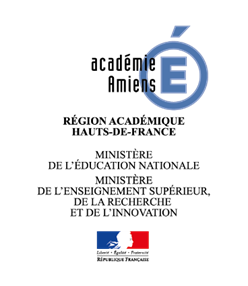 académie
Amiens
É
RÉGION ACADÉMIQUE
HAUTS-DE-FRANCE
MINISTÈRE
DE L'ÉDUCATION NATIONALE
MINISTÈRE
DE L'ENSEIGNEMENT SUPÉRIEUR,
DE LA RECHERCHE
ET DE L'INNOVATION
Liberté • Égalité • Fraternité
RÉPUBLIQUE FRANÇAISE